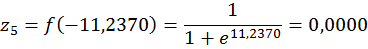 z₅ = f(−11,2370) = 1 / (1 + e^11,2370) = 0,0000